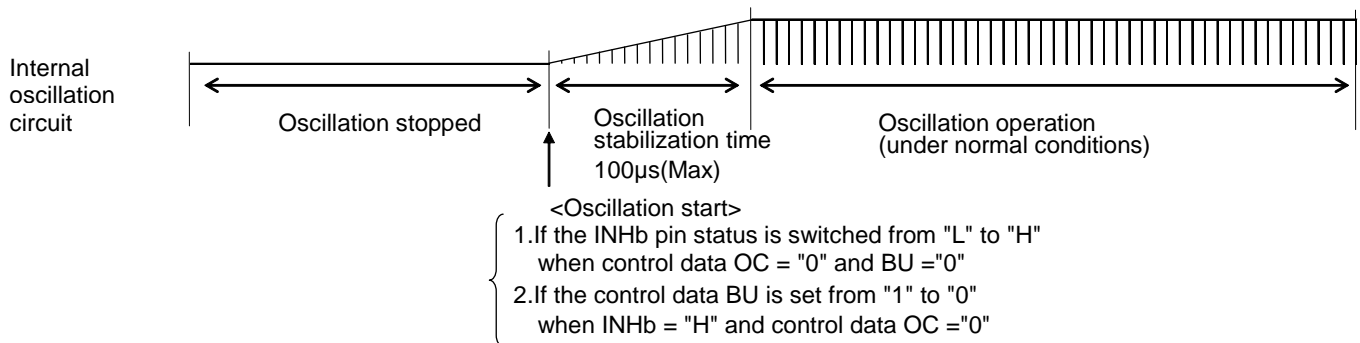 Internal
oscillation
circuit
Oscillation stopped
Oscillation
stabilization time
100µs(Max)
Oscillation operation
(under normal conditions)
<Oscillation start>
1.If the INHb pin status is switched from "L" to "H"
when control data OC = "0" and BU ="0"
2.If the control data BU is set from "1" to "0"
when INHb = "H" and control data OC ="0"